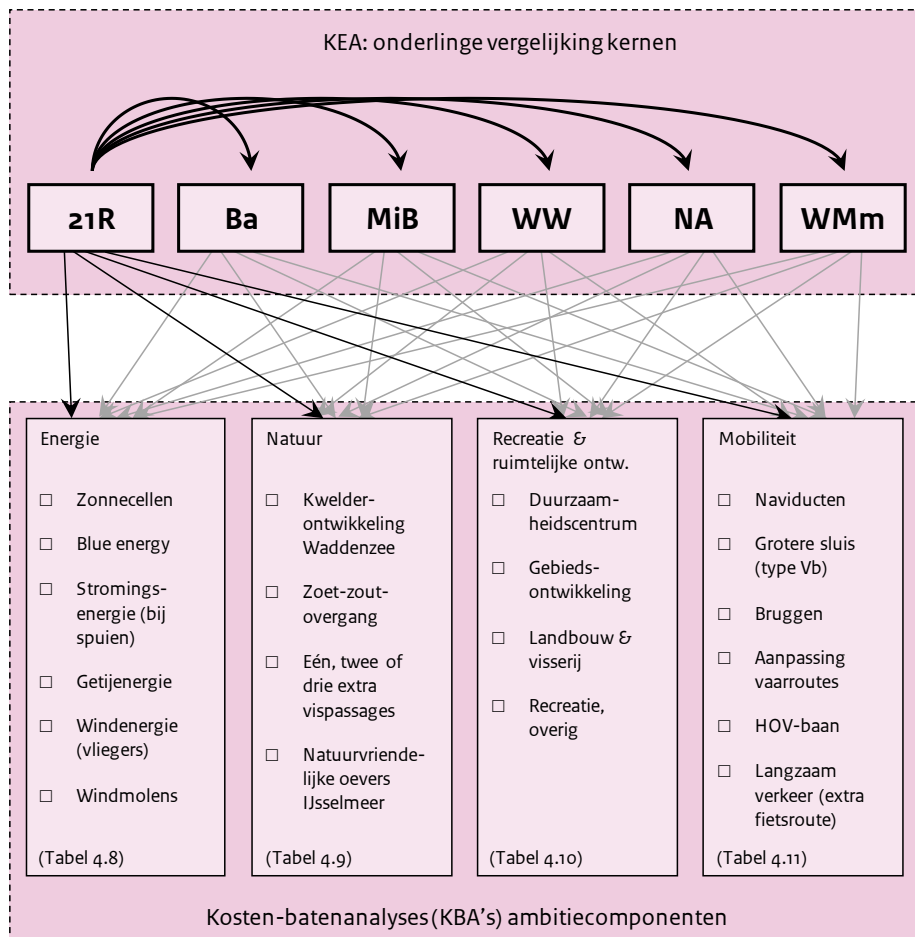 KEA: onderlinge vergelijking kernen
21R
Ba
MiB
WW
NA
WMm
Energie
□ Zonnecellen
□ Blue energy
□ Stromings-
energie (bij
spuien)
□ Getijenergie
□ Windenergie
(vliegers)
□ Windmolens
(Tabel 4.8)
Natuur
□ Kwelder-
ontwikkeling
Waddenzee
□ Zoet-zout-
overgang
□ Eén, twee of
drie extra
vispassages
□ Natuurvriende-
lijke oevers
IJsselmeer
(Tabel 4.9)
Recreatie &
ruimtelijke ontw.
□ Duurzaam-
heidscentrum
□ Gebieds-
ontwikkeling
□ Landbouw &
visserij
□ Recreatie,
overig
(Tabel 4.10)
Mobiliteit
□ Naviducten
□ Grotere sluis
(type Vb)
□ Bruggen
□ Aanpassing
vaarroutes
□ HOV-baan
□ Langzaam
verkeer (extra
fietsroute)
(Tabel 4.11)
Kosten-batenanalyses (KBA's) ambitiecomponenten